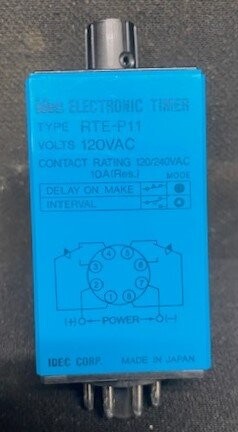 idec ELECTRONIC TIMER
TYPE RTE-P11
VOLTS 120VAC
CONTACT RATING 120/240VAC
10A(Res.)
MODE
DELAY ON MAKE
INTERVAL
4 5
3 6
2 7
1 8
POWER
IDEC CORP. MADE IN JAPAN